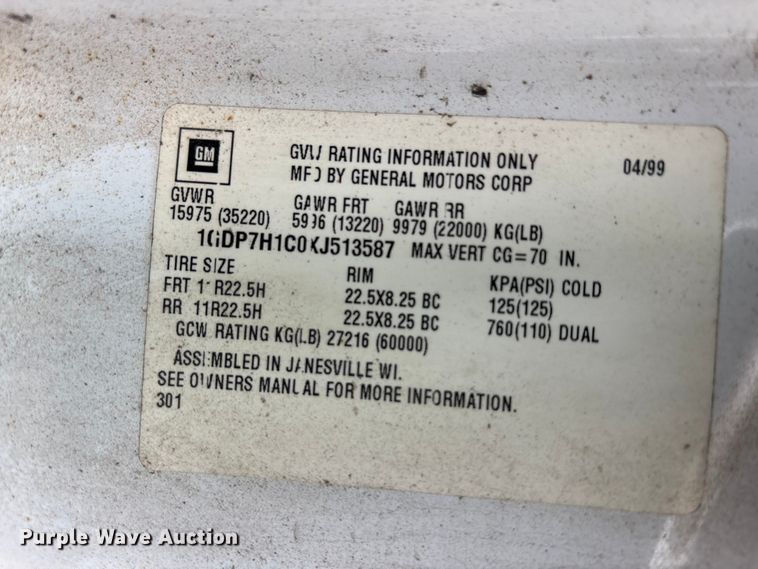 GM
GVW RATING INFORMATION ONLY 04/99
MFD BY GENERAL MOTORS CORP
GVWR GAWR FRT GAWR RR
15975 (35220) 5996 (13220) 9979 (22000) KG(LB)
1GDP7H1C0XJ513587 MAX VERT CG=70 IN.
TIRE SIZE RIM KPA(PSI) COLD
FRT 11R22.5H 22.5X8.25 BC 125(125)
RR 11R22.5H 22.5X8.25 BC 760(110) DUAL
GCW RATING KG(LB) 27216 (60000)
ASSEMBLED IN JANESVILLE WI.
SEE OWNERS MANUAL FOR MORE INFORMATION.
301
Purple Wave Auction